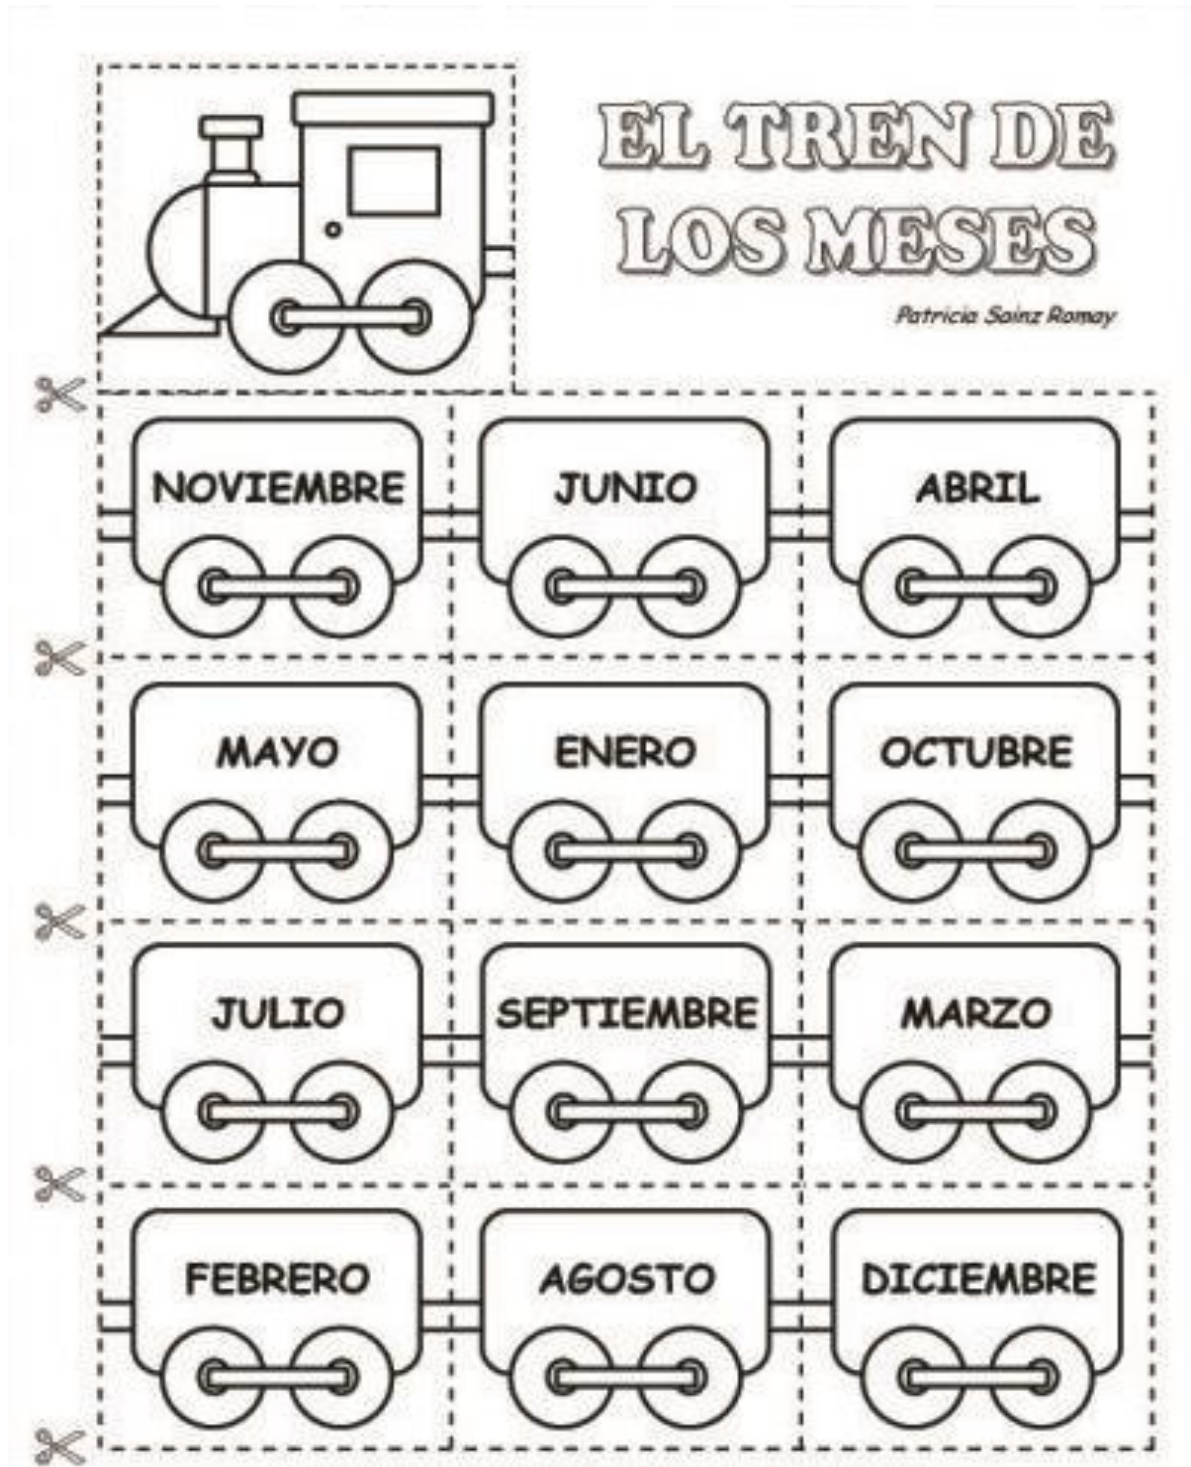 EL TREN DE
LOS MESES
Patricia Sainz Romay
NOVIEMBRE JUNIO ABRIL
MAYO ENERO OCTUBRE
JULIO SEPTIEMBRE MARZO
FEBRERO AGOSTO DICIEMBRE